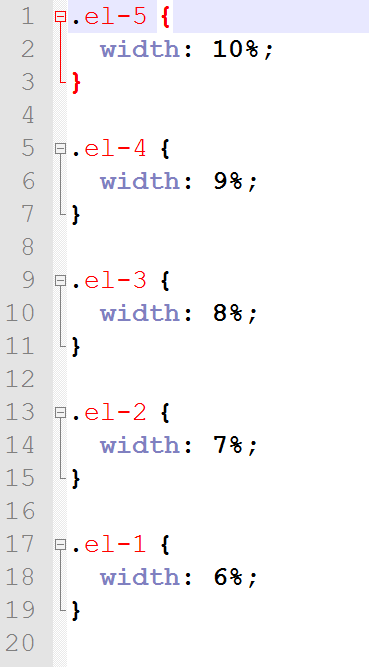 1 .el-5 {
2 width: 10%;
3 }
4
5 .el-4 {
6 width: 9%;
7 }
8
9 .el-3 {
10 width: 8%;
11 }
12
13 .el-2 {
14 width: 7%;
15 }
16
17 .el-1 {
18 width: 6%;
19 }
20